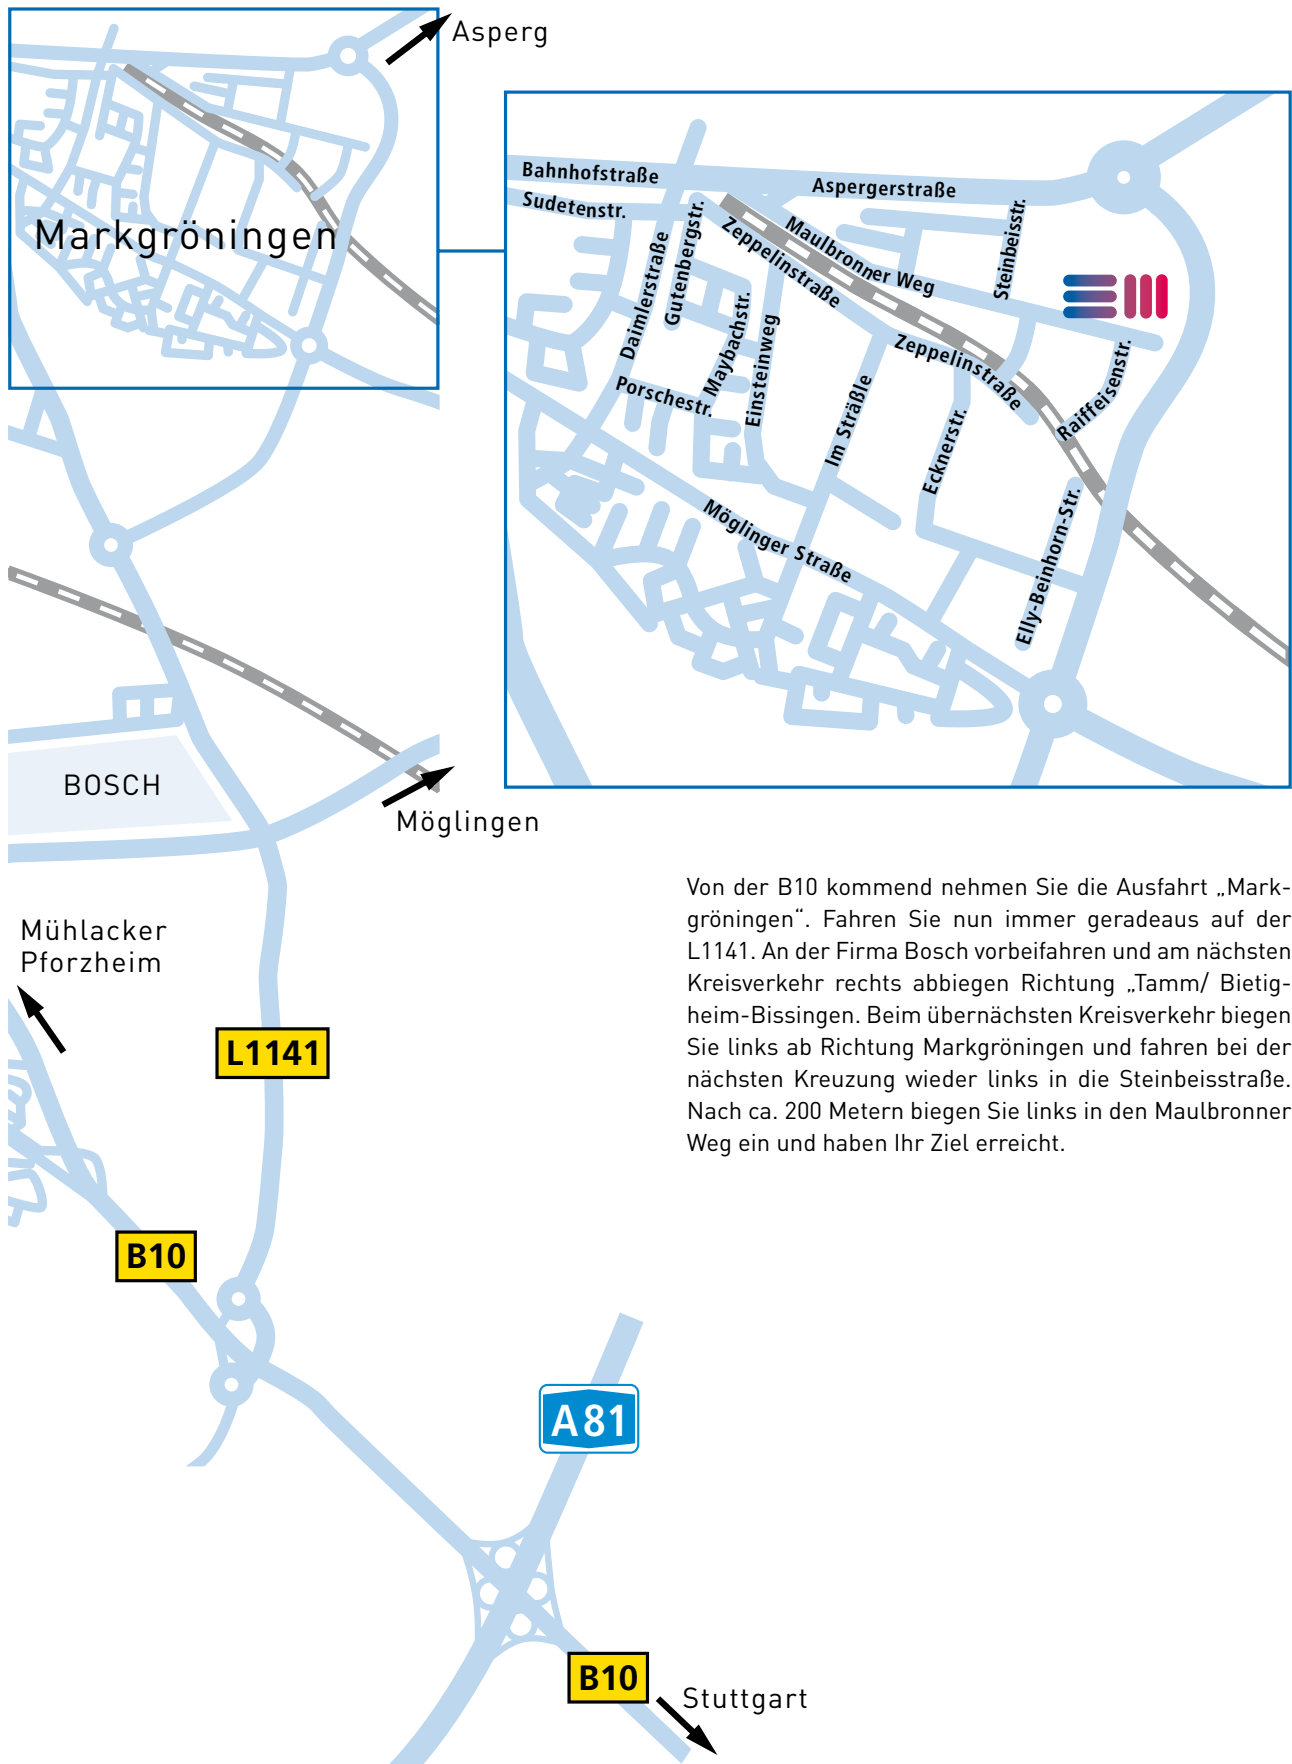 Asperg
Markgröningen
Bahnhofstraße
Aspergerstraße
Sudetenstr.
Gutenbergstr.
Daimlerstraße
Zeppelinstraße
Maulbronner Weg
Steinbeisstr.
Maybachstr.
Einsteinweg
Porschestr.
Im Sträßle
Zeppelinstraße
Ecknerstr.
Raiffeisenstr.
Möglinger Straße
Elly-Beinhorn-Str.
BOSCH
Möglingen
Von der B10 kommend nehmen Sie die Ausfahrt „Mark-
gröningen“. Fahren Sie nun immer geradeaus auf der
L1141. An der Firma Bosch vorbeifahren und am nächsten
Kreisverkehr rechts abbiegen Richtung „Tamm/ Bietig-
heim-Bissingen. Beim übernächsten Kreisverkehr biegen
Sie links ab Richtung Markgröningen und fahren bei der
nächsten Kreuzung wieder links in die Steinbeisstraße.
Nach ca. 200 Metern biegen Sie links in den Maulbronner
Weg ein und haben Ihr Ziel erreicht.
Mühlacker
Pforzheim
L1141
B10
A 81
B10
Stuttgart